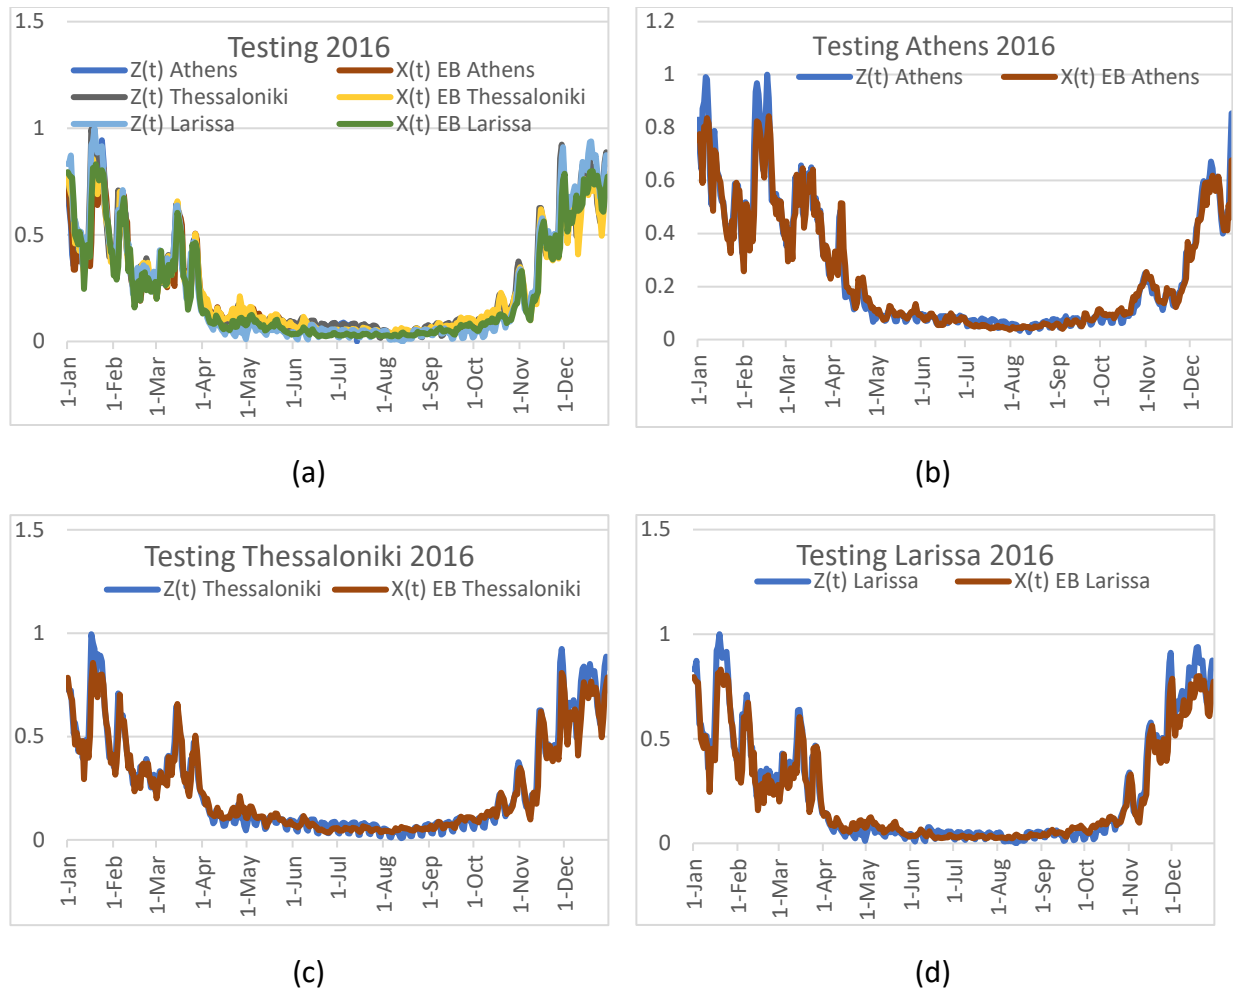 Testing 2016
Z(t) Athens X(t) EB Athens
Z(t) Thessaloniki X(t) EB Thessaloniki
Z(t) Larissa X(t) EB Larissa
1.5
1
0.5
0
1-Jan 1-Feb 1-Mar 1-Apr 1-May 1-Jun 1-Jul 1-Aug 1-Sep 1-Oct 1-Nov 1-Dec
(a)
Testing Athens 2016
Z(t) Athens X(t) EB Athens
1.2
1
0.8
0.6
0.4
0.2
0
1-Jan 1-Feb 1-Mar 1-Apr 1-May 1-Jun 1-Jul 1-Aug 1-Sep 1-Oct 1-Nov 1-Dec
(b)
Testing Thessaloniki 2016
Z(t) Thessaloniki X(t) EB Thessaloniki
1.5
1
0.5
0
1-Jan 1-Feb 1-Mar 1-Apr 1-May 1-Jun 1-Jul 1-Aug 1-Sep 1-Oct 1-Nov 1-Dec
(c)
Testing Larissa 2016
Z(t) Larissa X(t) EB Larissa
1.5
1
0.5
0
1-Jan 1-Feb 1-Mar 1-Apr 1-May 1-Jun 1-Jul 1-Aug 1-Sep 1-Oct 1-Nov 1-Dec
(d)